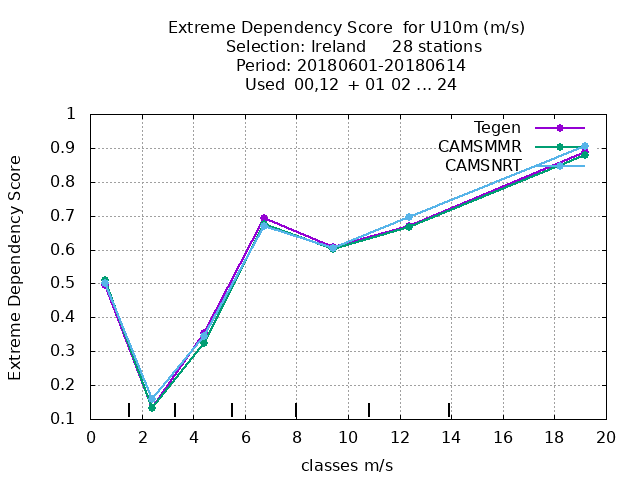 Extreme Dependency Score  for U10m (m/s)
Selection: Ireland     28 stations
Period: 20180601-20180614
Used  00,12  + 01 02 ... 24
Tegen
CAMSMMR
CAMSNRT
Extreme Dependency Score
1
0.9
0.8
0.7
0.6
0.5
0.4
0.3
0.2
0.1
0 2 4 6 8 10 12 14 16 18 20
classes m/s